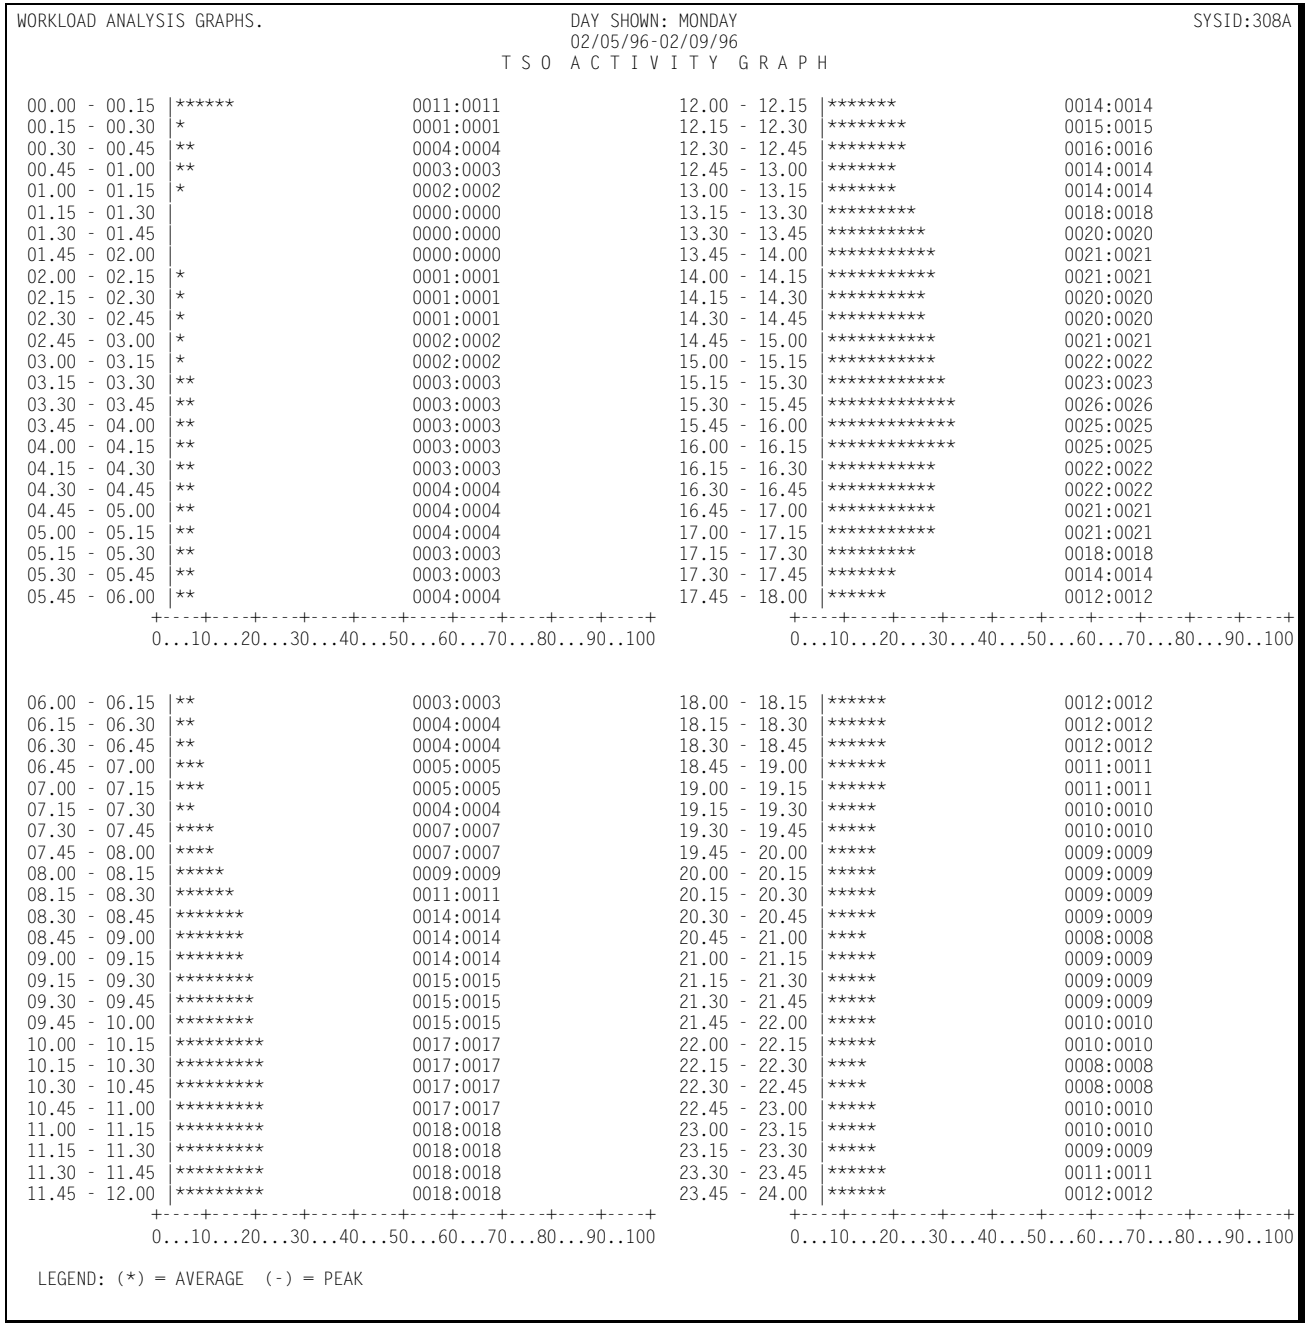 WORKLOAD ANALYSIS GRAPHS. DAY SHOWN: MONDAY SYSID:308A
02/05/96-02/09/96
T S O A C T I V I T Y G R A P H
00.00 - 00.15 |****** 0011:0011 12.00 - 12.15 |******* 0014:0014
00.15 - 00.30 |* 0001:0001 12.15 - 12.30 |******** 0015:0015
00.30 - 00.45 |** 0004:0004 12.30 - 12.45 |******** 0016:0016
00.45 - 01.00 |** 0003:0003 12.45 - 13.00 |******* 0014:0014
01.00 - 01.15 |* 0002:0002 13.00 - 13.15 |******* 0014:0014
01.15 - 01.30 | 0000:0000 13.15 - 13.30 |********* 0018:0018
01.30 - 01.45 | 0000:0000 13.30 - 13.45 |********** 0020:0020
01.45 - 02.00 | 0000:0000 13.45 - 14.00 |*********** 0021:0021
02.00 - 02.15 |* 0001:0001 14.00 - 14.15 |*********** 0021:0021
02.15 - 02.30 |* 0001:0001 14.15 - 14.30 |********** 0020:0020
02.30 - 02.45 |* 0001:0001 14.30 - 14.45 |********** 0020:0020
02.45 - 03.00 |* 0002:0002 14.45 - 15.00 |*********** 0021:0021
03.00 - 03.15 |* 0002:0002 15.00 - 15.15 |*********** 0022:0022
03.15 - 03.30 |** 0003:0003 15.15 - 15.30 |************ 0023:0023
03.30 - 03.45 |** 0003:0003 15.30 - 15.45 |************* 0026:0026
03.45 - 04.00 |** 0003:0003 15.45 - 16.00 |************* 0025:0025
04.00 - 04.15 |** 0003:0003 16.00 - 16.15 |************* 0025:0025
04.15 - 04.30 |** 0003:0003 16.15 - 16.30 |*********** 0022:0022
04.30 - 04.45 |** 0004:0004 16.30 - 16.45 |*********** 0022:0022
04.45 - 05.00 |** 0004:0004 16.45 - 17.00 |*********** 0021:0021
05.00 - 05.15 |** 0004:0004 17.00 - 17.15 |*********** 0021:0021
05.15 - 05.30 |** 0003:0003 17.15 - 17.30 |********* 0018:0018
05.30 - 05.45 |** 0003:0003 17.30 - 17.45 |******* 0014:0014
05.45 - 06.00 |** 0004:0004 17.45 - 18.00 |****** 0012:0012
+----+----+----+----+----+----+----+----+----+----+ +----+----+----+----+----+----+----+----+----+----+
0...10...20...30...40...50...60...70...80...90..100 0...10...20...30...40...50...60...70...80...90..100
06.00 - 06.15 |** 0003:0003 18.00 - 18.15 |****** 0012:0012
06.15 - 06.30 |** 0004:0004 18.15 - 18.30 |****** 0012:0012
06.30 - 06.45 |** 0004:0004 18.30 - 18.45 |****** 0012:0012
06.45 - 07.00 |*** 0005:0005 18.45 - 19.00 |****** 0011:0011
07.00 - 07.15 |*** 0005:0005 19.00 - 19.15 |****** 0011:0011
07.15 - 07.30 |** 0004:0004 19.15 - 19.30 |***** 0010:0010
07.30 - 07.45 |**** 0007:0007 19.30 - 19.45 |***** 0010:0010
07.45 - 08.00 |**** 0007:0007 19.45 - 20.00 |***** 0009:0009
08.00 - 08.15 |***** 0009:0009 20.00 - 20.15 |***** 0009:0009
08.15 - 08.30 |****** 0011:0011 20.15 - 20.30 |***** 0009:0009
08.30 - 08.45 |******* 0014:0014 20.30 - 20.45 |***** 0009:0009
08.45 - 09.00 |******* 0014:0014 20.45 - 21.00 |**** 0008:0008
09.00 - 09.15 |******* 0014:0014 21.00 - 21.15 |***** 0009:0009
09.15 - 09.30 |******** 0015:0015 21.15 - 21.30 |***** 0009:0009
09.30 - 09.45 |******** 0015:0015 21.30 - 21.45 |***** 0009:0009
09.45 - 10.00 |******** 0015:0015 21.45 - 22.00 |***** 0010:0010
10.00 - 10.15 |********* 0017:0017 22.00 - 22.15 |***** 0010:0010
10.15 - 10.30 |********* 0017:0017 22.15 - 22.30 |**** 0008:0008
10.30 - 10.45 |********* 0017:0017 22.30 - 22.45 |**** 0008:0008
10.45 - 11.00 |********* 0017:0017 22.45 - 23.00 |***** 0010:0010
11.00 - 11.15 |********* 0018:0018 23.00 - 23.15 |***** 0010:0010
11.15 - 11.30 |********* 0018:0018 23.15 - 23.30 |***** 0009:0009
11.30 - 11.45 |********* 0018:0018 23.30 - 23.45 |****** 0011:0011
11.45 - 12.00 |********* 0018:0018 23.45 - 24.00 |****** 0012:0012
+----+----+----+----+----+----+----+----+----+----+ +----+----+----+----+----+----+----+----+----+----+
0...10...20...30...40...50...60...70...80...90..100 0...10...20...30...40...50...60...70...80...90..100
LEGEND: (*) = AVERAGE (-) = PEAK